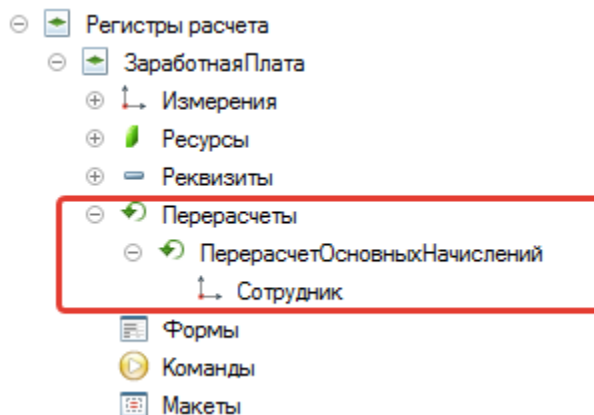 Регистры расчета
ЗаработнаяПлата
Измерения
Ресурсы
Реквизиты
Перерасчеты
ПерерасчетОсновныхНачислений
Сотрудник
Формы
Команды
Макеты